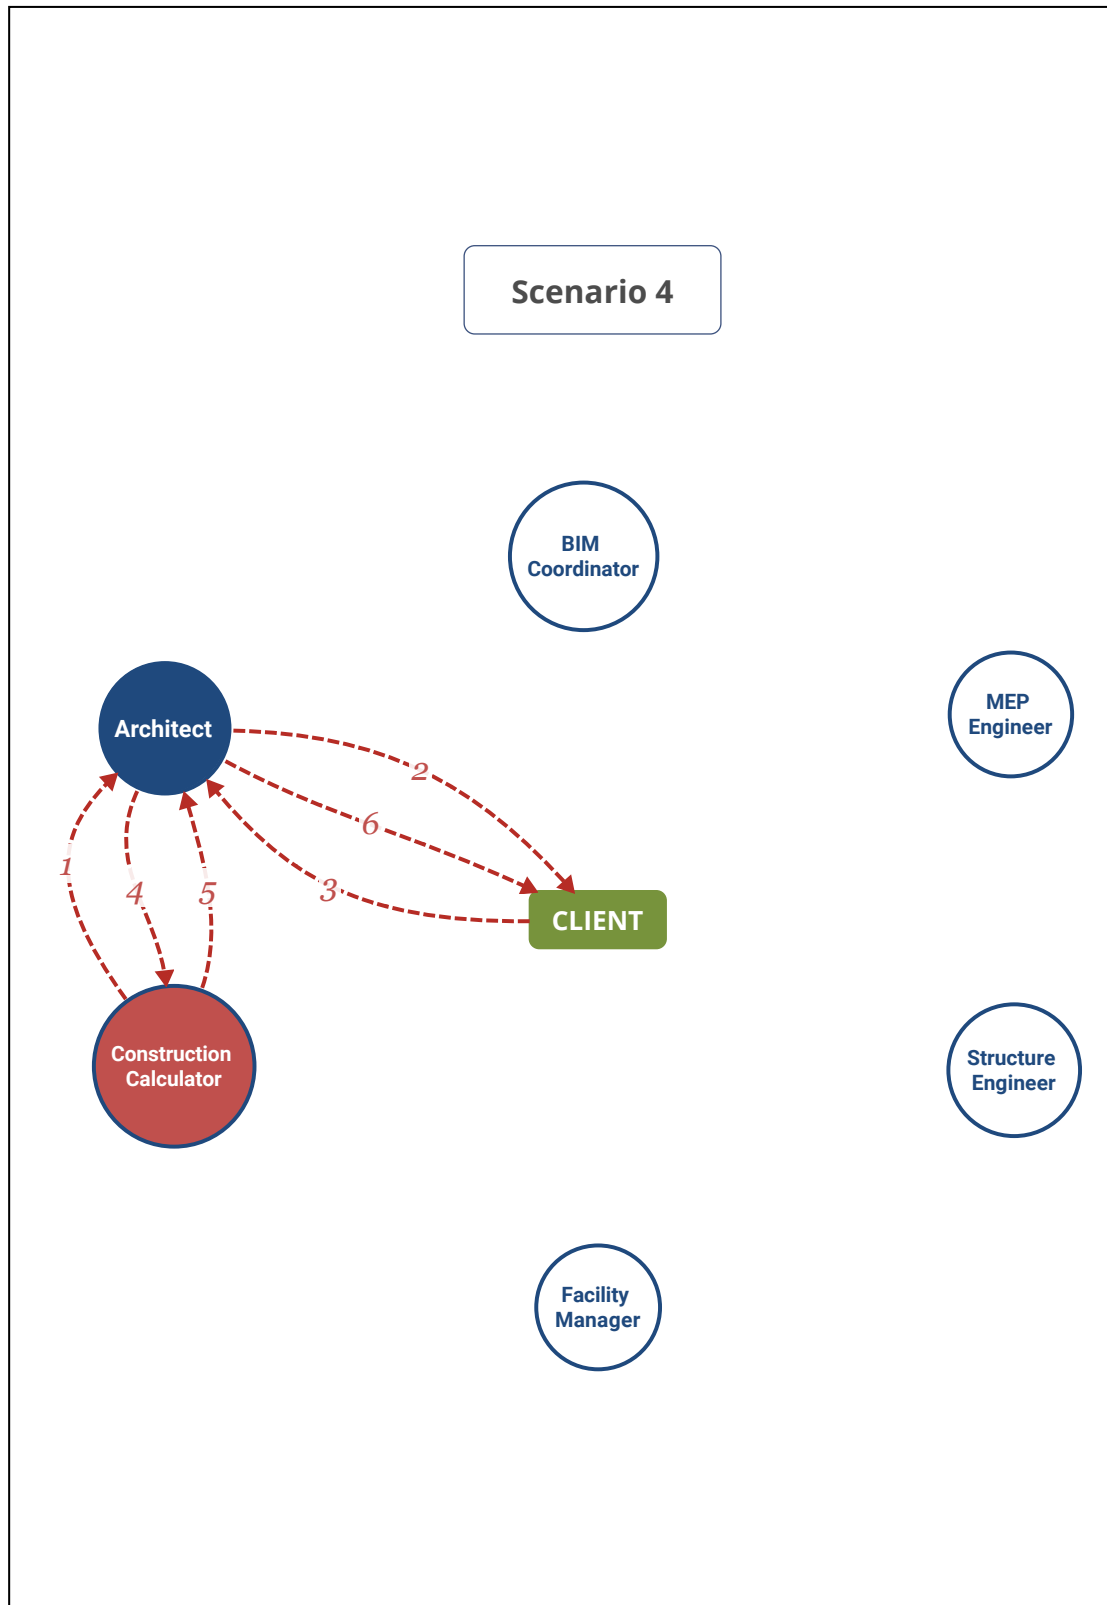 Scenario 4
BIM
Coordinator
MEP
Engineer
Architect
2
6
1
4
5
3
CLIENT
Construction
Calculator
Structure
Engineer
Facility
Manager